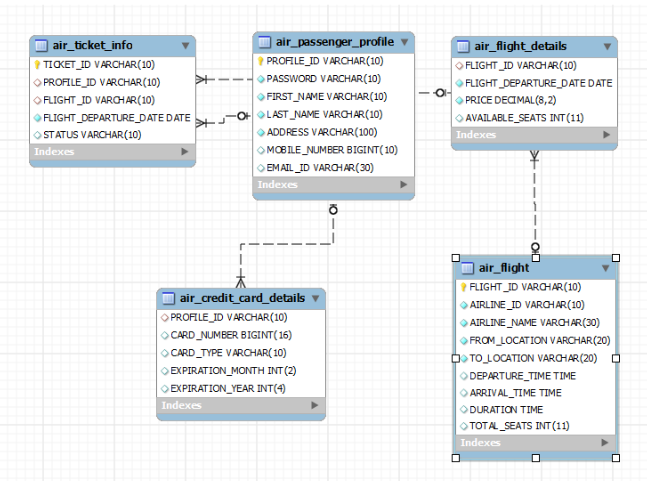 air_ticket_info
TICKET_ID VARCHAR(10)
PROFILE_ID VARCHAR(10)
FLIGHT_ID VARCHAR(10)
FLIGHT_DEPARTURE_DATE DATE
STATUS VARCHAR(10)
Indexes
air_passenger_profile
PROFILE_ID VARCHAR(10)
PASSWORD VARCHAR(10)
FIRST_NAME VARCHAR(10)
LAST_NAME VARCHAR(10)
ADDRESS VARCHAR(100)
MOBILE_NUMBER BIGINT(10)
EMAIL_ID VARCHAR(30)
Indexes
air_flight_details
FLIGHT_ID VARCHAR(10)
FLIGHT_DEPARTURE_DATE DATE
PRICE DECIMAL(8,2)
AVAILABLE_SEATS INT(11)
Indexes
air_credit_card_details
PROFILE_ID VARCHAR(10)
CARD_NUMBER BIGINT(16)
CARD_TYPE VARCHAR(10)
EXPIRATION_MONTH INT(2)
EXPIRATION_YEAR INT(4)
Indexes
air_flight
FLIGHT_ID VARCHAR(10)
AIRLINE_ID VARCHAR(10)
AIRLINE_NAME VARCHAR(30)
FROM_LOCATION VARCHAR(20)
TO_LOCATION VARCHAR(20)
DEPARTURE_TIME TIME
ARRIVAL_TIME TIME
DURATION TIME
TOTAL_SEATS INT(11)
Indexes